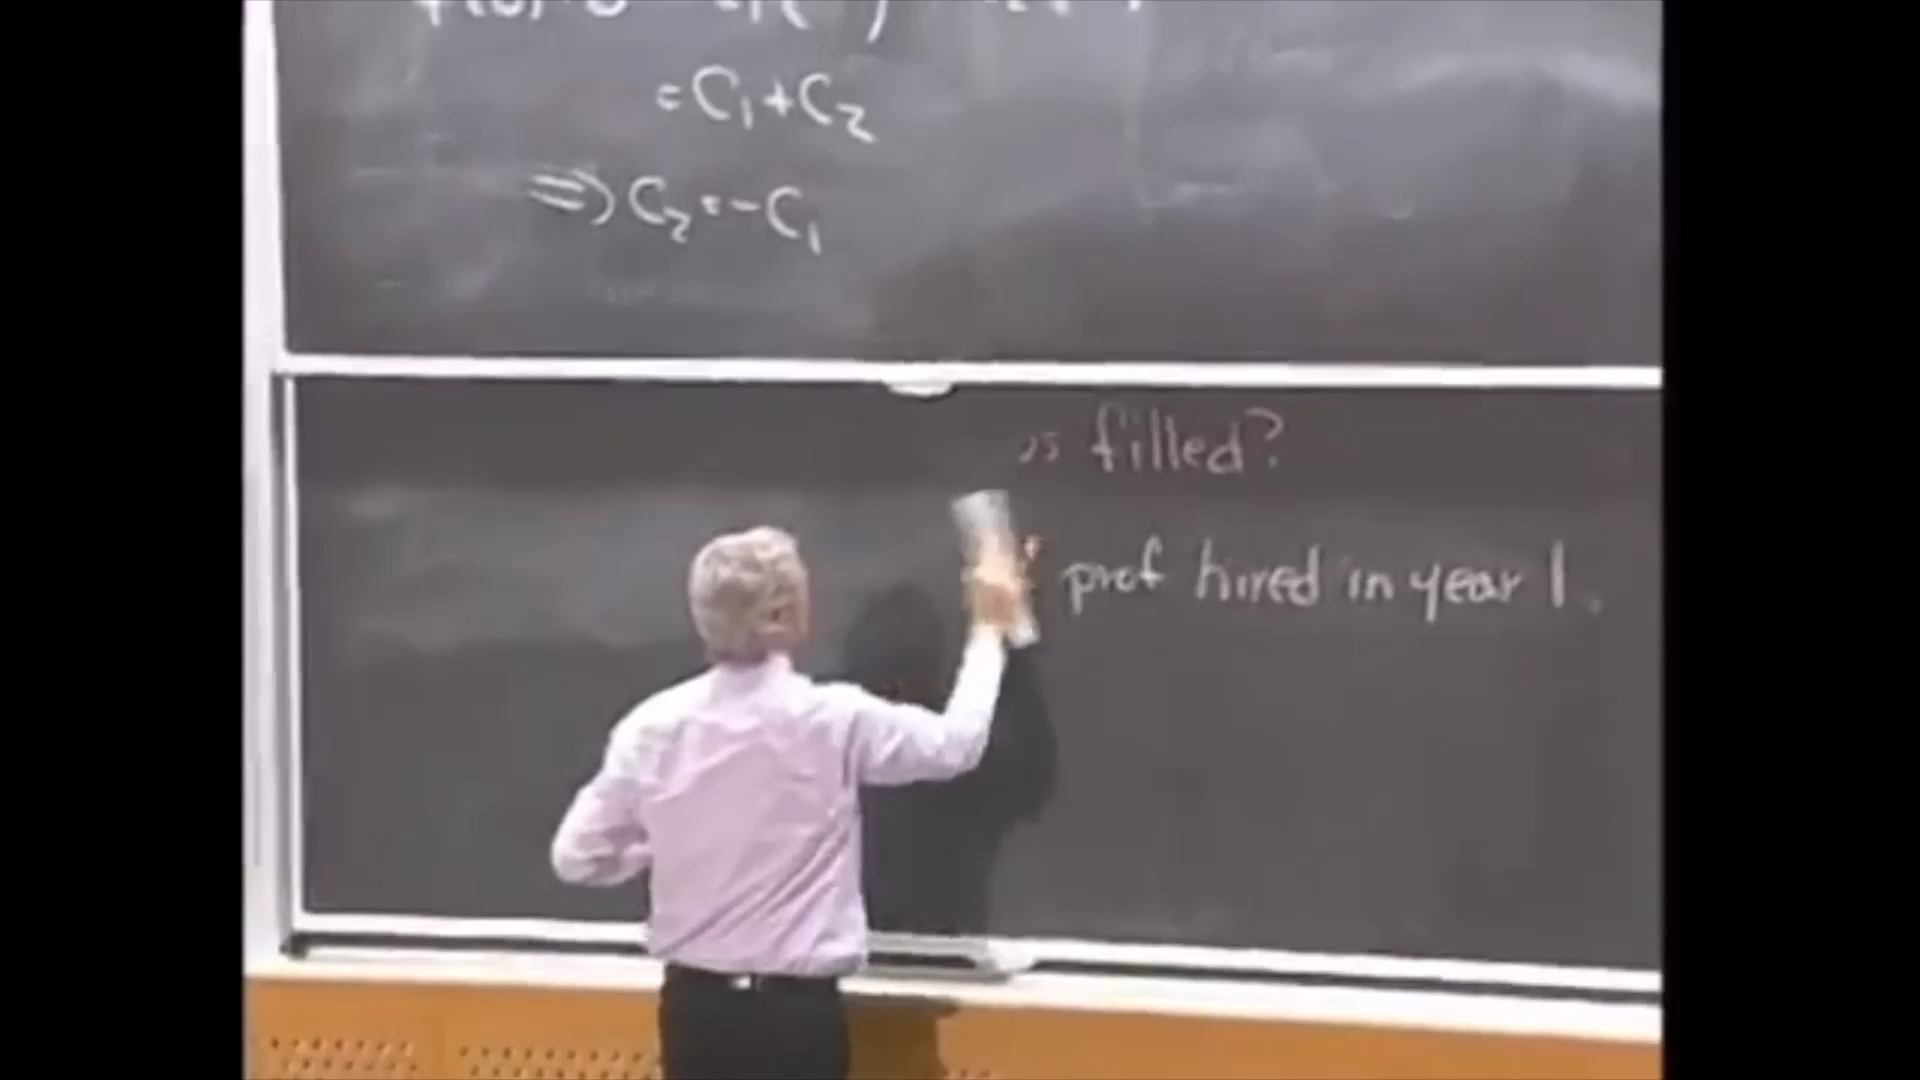 = C₁ + C₂
⇒ C₂ = -C₁
filled?
prof hired in year 1.